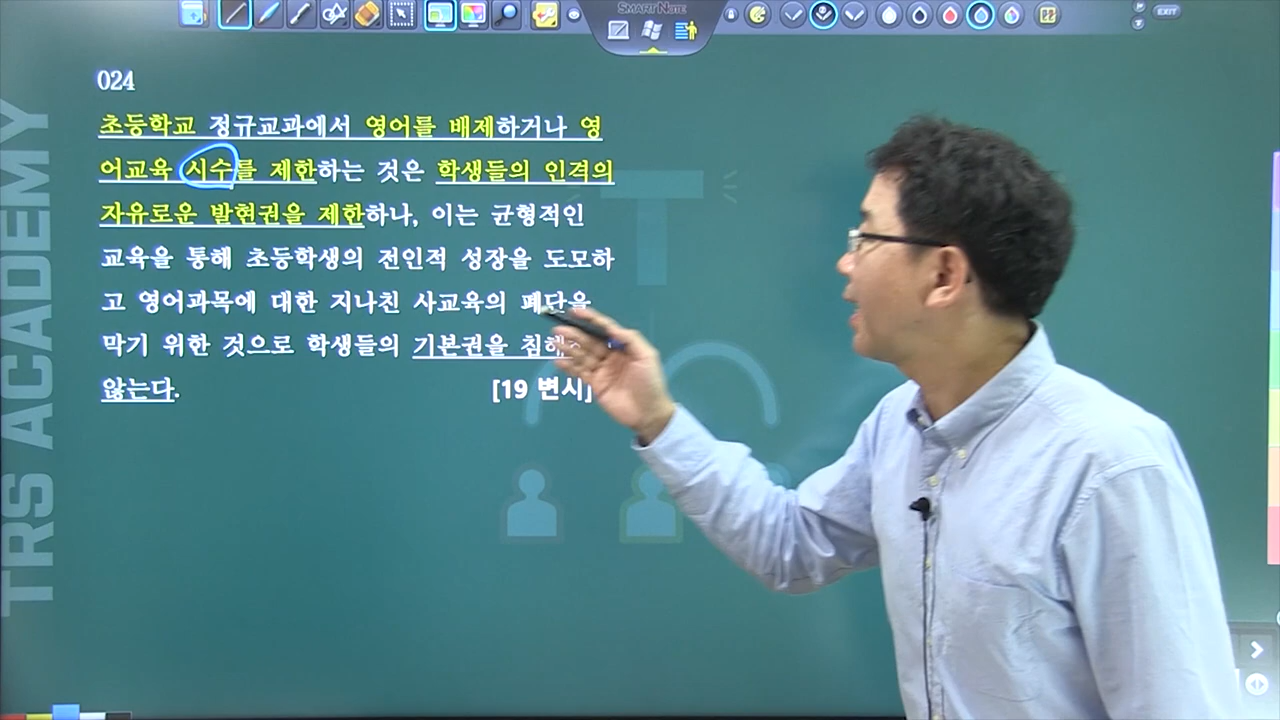 SMARTNOTE
EXIT
024
초등학교 정규교과에서 영어를 배제하거나 영
어교육 시수를 제한하는 것은 학생들의 인격의
자유로운 발현권을 제한하나, 이는 균형적인
교육을 통해 초등학생의 전인적 성장을 도모하
고 영어과목에 대한 지나친 사교육의 폐단을
막기 위한 것으로 학생들의 기본권을 침해
않는다. [19 변시]
TRS ACADEMY